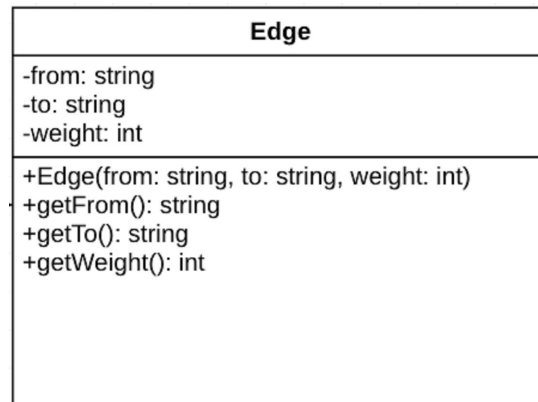 Edge
-from: string
-to: string
-weight: int
+Edge(from: string, to: string, weight: int)
+getFrom(): string
+getTo(): string
+getWeight(): int